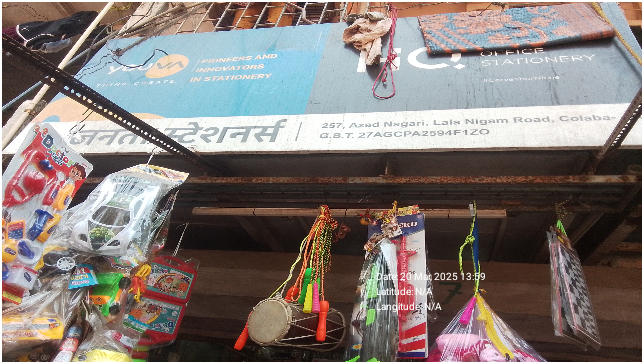 PIONEERS AND
INNOVATORS
IN STATIONERY
OFFICE
STATIONERY
जनता स्टेशनर्स
257, Azad Nagari, Lala Nigam Road, Colaba-
G.B.T. 27AGCPA2594F1ZO
Date: 20 Mar 2025 13:59
Latitude: N/A
Longitude: N/A